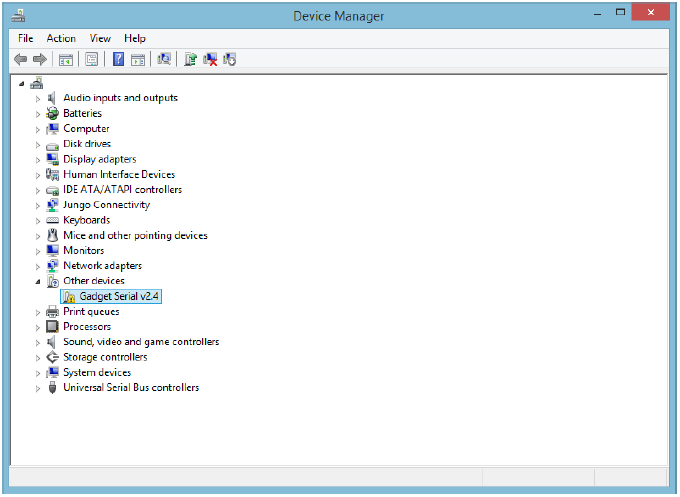 Device Manager
File Action View Help
Audio inputs and outputs
Batteries
Computer
Disk drives
Display adapters
Human Interface Devices
IDE ATA/ATAPI controllers
Jungo Connectivity
Keyboards
Mice and other pointing devices
Monitors
Network adapters
Other devices
Gadget Serial v2.4
Print queues
Processors
Sound, video and game controllers
Storage controllers
System devices
Universal Serial Bus controllers